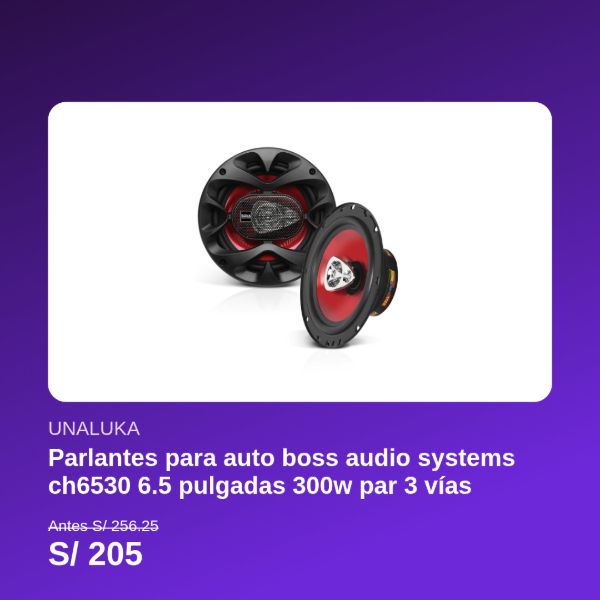 UNALUKA
Parlantes para auto boss audio systems
ch6530 6.5 pulgadas 300w par 3 vías
Antes S/ 256.25
S/ 205